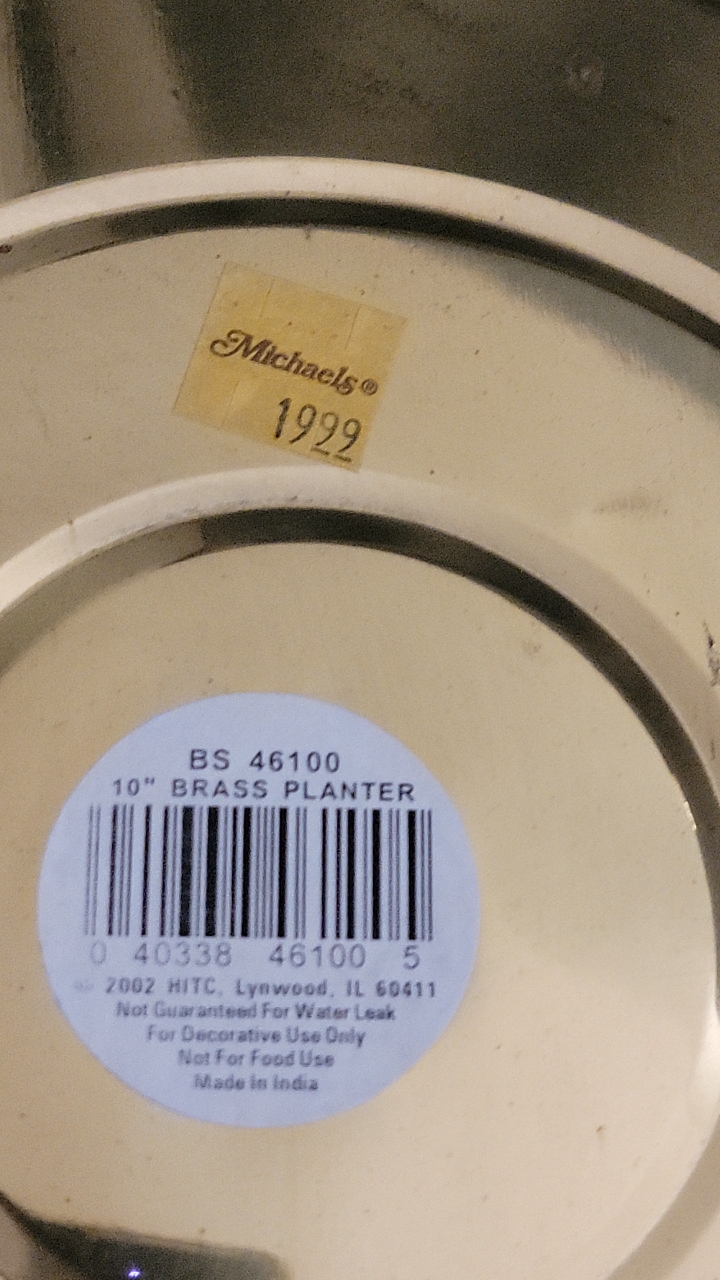 Michaels®
1999
BS 46100
10" BRASS PLANTER
0 40338 46100 5
2002 HITC, Lynwood, IL 60411
Not Guaranteed For Water Leak
For Decorative Use Only
Not For Food Use
Made In India